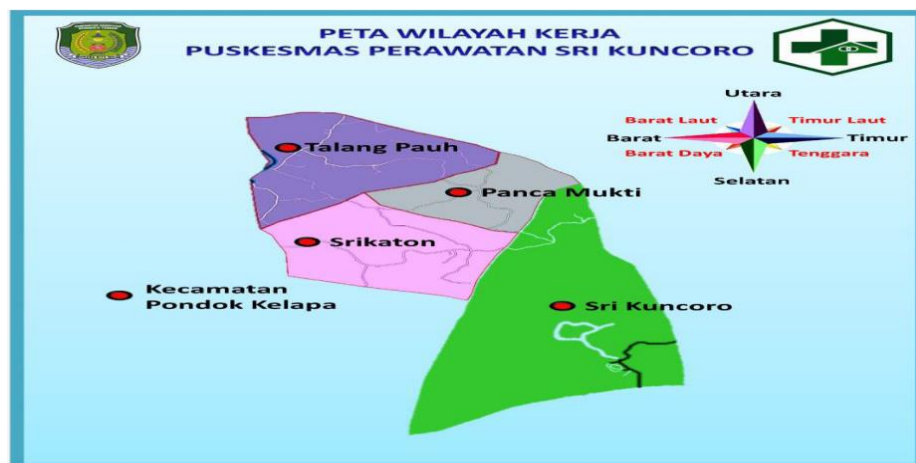 PETA WILAYAH KERJA
PUSKESMAS PERAWATAN SRI KUNCORO
Utara
Barat Laut
Timur Laut
Barat
Timur
Barat Daya
Tenggara
Selatan
Talang Pauh
Panca Mukti
Srikaton
Kecamatan
Pondok Kelapa
Sri Kuncoro